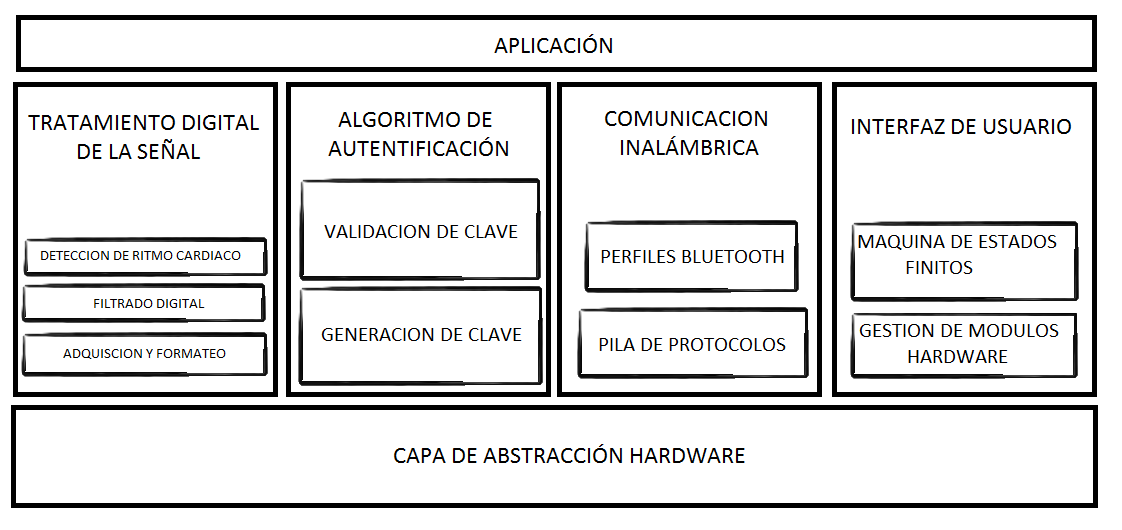 APLICACIÓN
TRATAMIENTO DIGITAL
DE LA SEÑAL
DETECCION DE RITMO CARDIACO
FILTRADO DIGITAL
ADQUISCION Y FORMATEO
ALGORITMO DE
AUTENTIFICACIÓN
VALIDACION DE CLAVE
GENERACION DE CLAVE
COMUNICACION
INALÁMBRICA
PERFILES BLUETOOTH
PILA DE PROTOCOLOS
INTERFAZ DE USUARIO
MAQUINA DE ESTADOS
FINITOS
GESTION DE MODULOS
HARDWARE
CAPA DE ABSTRACCIÓN HARDWARE